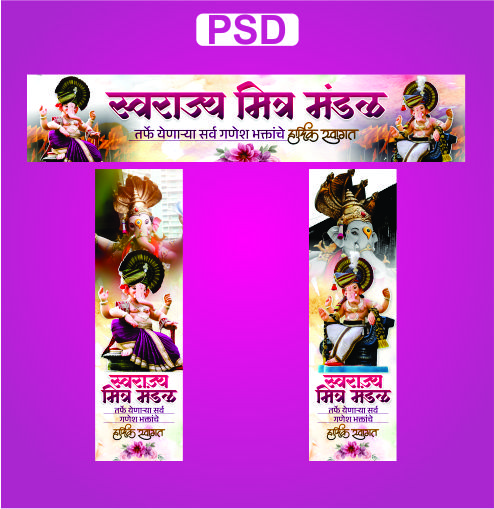 PSD
स्वराज्य मित्र मंडळ
तर्फे येणाऱ्या सर्व गणेश भक्तांचे हार्दिक स्वागत
स्वराज्य
मित्र मंडळ
तर्फे येणाऱ्या सर्व
गणेश भक्तांचे
हार्दिक स्वागत
स्वराज्य
मित्र मंडळ
तर्फे येणाऱ्या सर्व
गणेश भक्तांचे
हार्दिक स्वागत